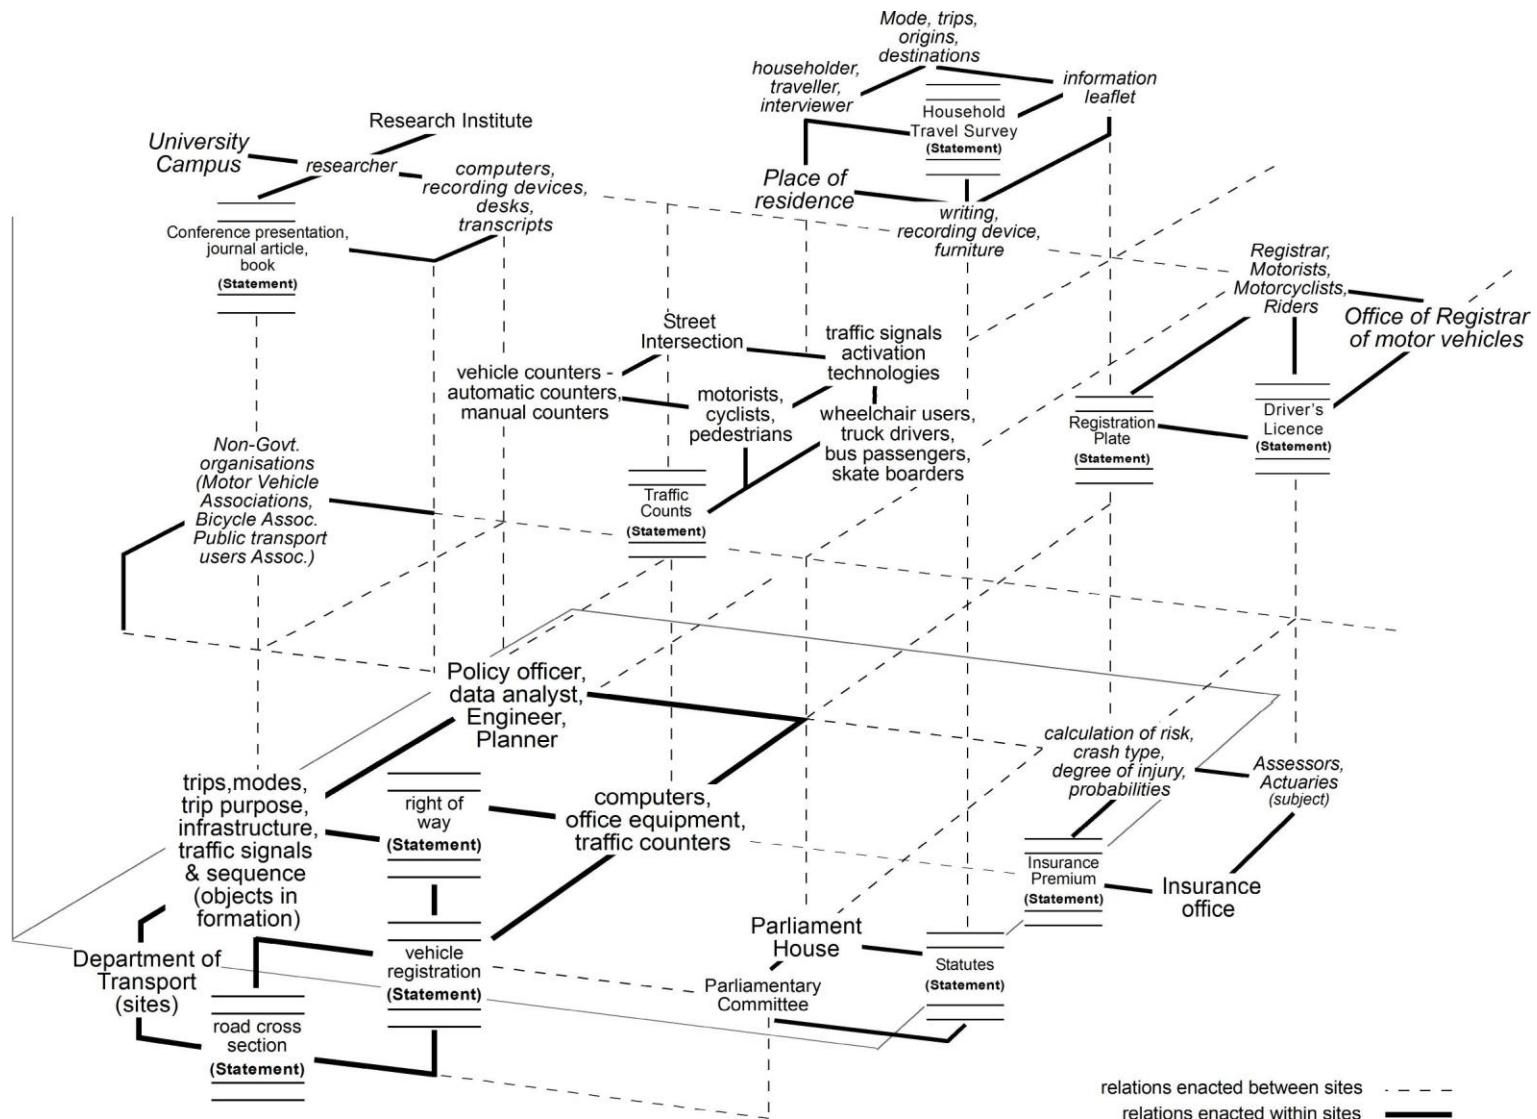 Mode, trips,
origins,
destinations
householder,
traveller,
interviewer
information
leaflet
Household
Travel Survey
(Statement)
Place of
residence
writing,
recording device,
furniture
University
Campus
Research Institute
researcher
computers,
recording devices,
desks,
transcripts
Conference presentation,
journal article,
book
(Statement)
Registrar,
Motorists,
Motorcyclists,
Riders
Office of Registrar
of motor vehicles
Registration
Plate
(Statement)
Driver's
Licence
(Statement)
Street
Intersection
traffic signals
activation
technologies
vehicle counters -
automatic counters,
manual counters
motorists,
cyclists,
pedestrians
wheelchair users,
truck drivers,
bus passengers,
skate boarders
Traffic
Counts
(Statement)
Non-Govt.
organisations
(Motor Vehicle
Associations,
Bicycle Assoc.
Public transport
users Assoc.)
Policy officer,
data analyst,
Engineer,
Planner
trips,modes,
trip purpose,
infrastructure,
traffic signals
& sequence
(objects in
formation)
right of
way
(Statement)
computers,
office equipment,
traffic counters
calculation of risk,
crash type,
degree of injury,
probabilities
Assessors,
Actuaries
(subject)
Insurance
Premium
(Statement)
Insurance
office
Department of
Transport
(sites)
vehicle
registration
(Statement)
road cross
section
(Statement)
Parliament
House
Parliamentary
Committee
Statutes
(Statement)
relations enacted between sites
relations enacted within sites